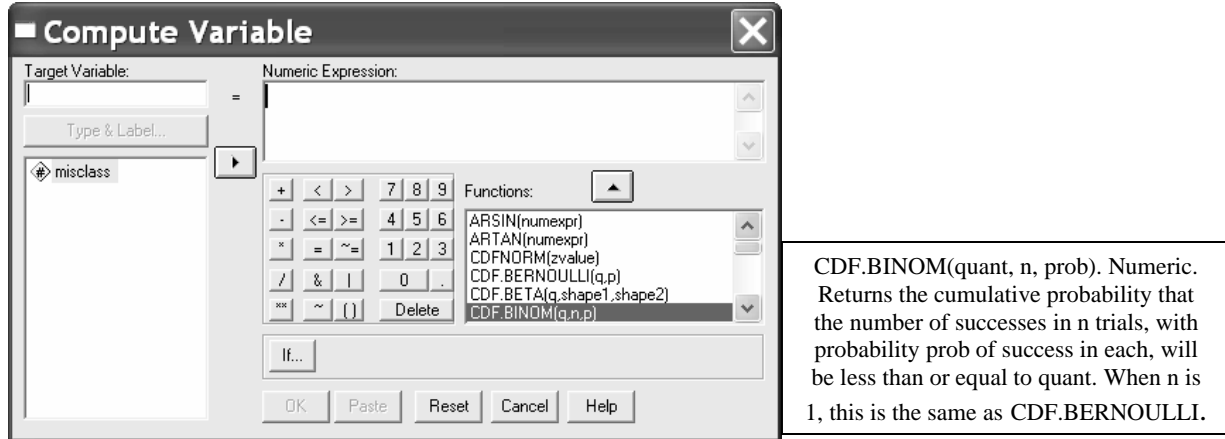 Compute Variable
Target Variable:
Numeric Expression:
=
Type & Label...
misclass
+ < > 7 8 9
- <= >= 4 5 6
* = ~= 1 2 3
/ & | 0 .
** ~ () Delete
Functions:
ARSIN(numexpr)
ARTAN(numexpr)
CDFNORM(zvalue)
CDF.BERNOULLI(q,p)
CDF.BETA(q,shape1,shape2)
CDF.BINOM(q,n,p)
If...
OK Paste Reset Cancel Help
CDF.BINOM(quant, n, prob). Numeric.
Returns the cumulative probability that
the number of successes in n trials, with
probability prob of success in each, will
be less than or equal to quant. When n is
1, this is the same as CDF.BERNOULLI.